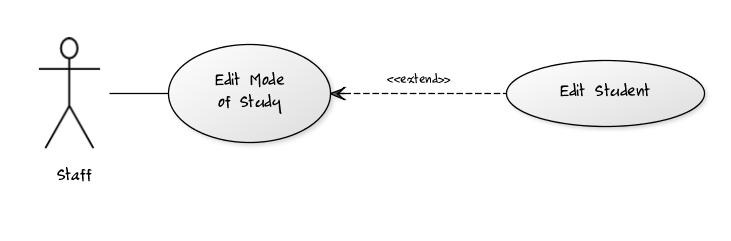 Edit Mode
of Study
<<extend>>
Edit Student
Staff